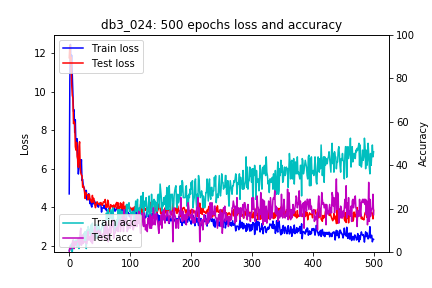 db3_024: 500 epochs loss and accuracy
Train loss
Test loss
Train acc
Test acc
Loss
12
10
8
6
4
2
0
100
200
300
400
500
100
80
60
40
20
0
Accuracy